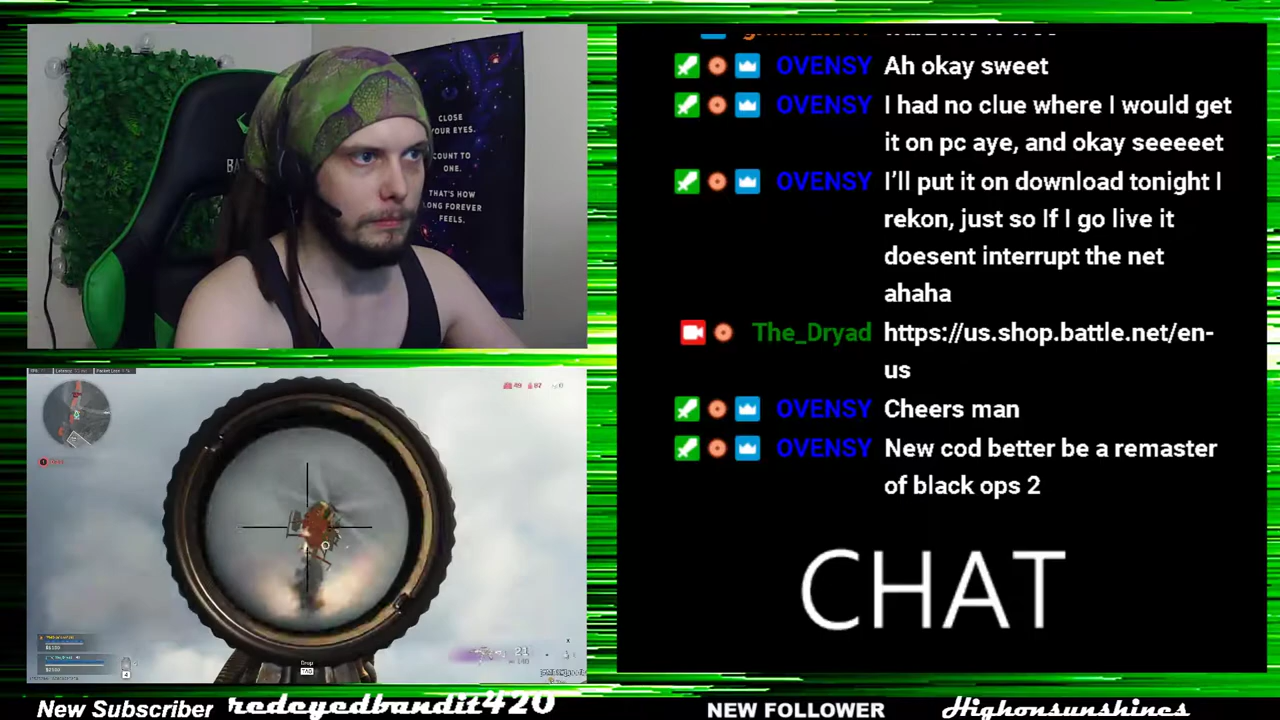 CLOSE
YOUR EYES.
COUNT TO
ONE.
THAT'S HOW
LONG FOREVER
FEELS.
OVENSY Ah okay sweet
OVENSY I had no clue where I would get
it on pc aye, and okay seeeeet
OVENSY I'll put it on download tonight I
rekon, just so If I go live it
doesent interrupt the net
ahaha
The_Dryad https://us.shop.battle.net/en-
us
OVENSY Cheers man
OVENSY New cod better be a remaster
of black ops 2
CHAT
21
Drop
TAB
New Subscriber redeyedbandit420
NEW FOLLOWER Highonsunshines